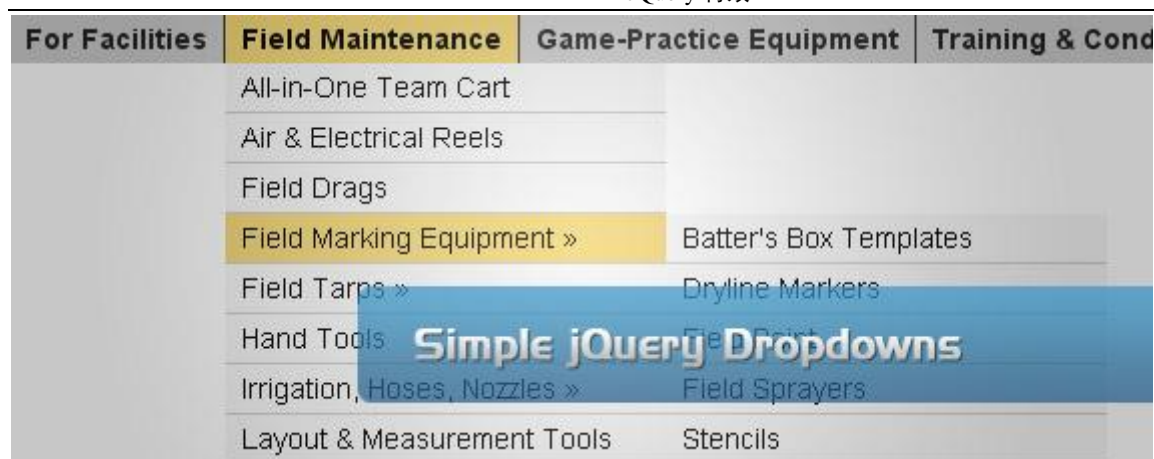 For Facilities
Field Maintenance
Game-Practice Equipment
Training & Cond
All-in-One Team Cart
Air & Electrical Reels
Field Drags
Field Marking Equipment »
Batter's Box Templates
Field Tarps »
Dryline Markers
Hand Tools
Field Paint
Simple jQuery Dropdowns
Irrigation, Hoses, Nozzles »
Field Sprayers
Layout & Measurement Tools
Stencils